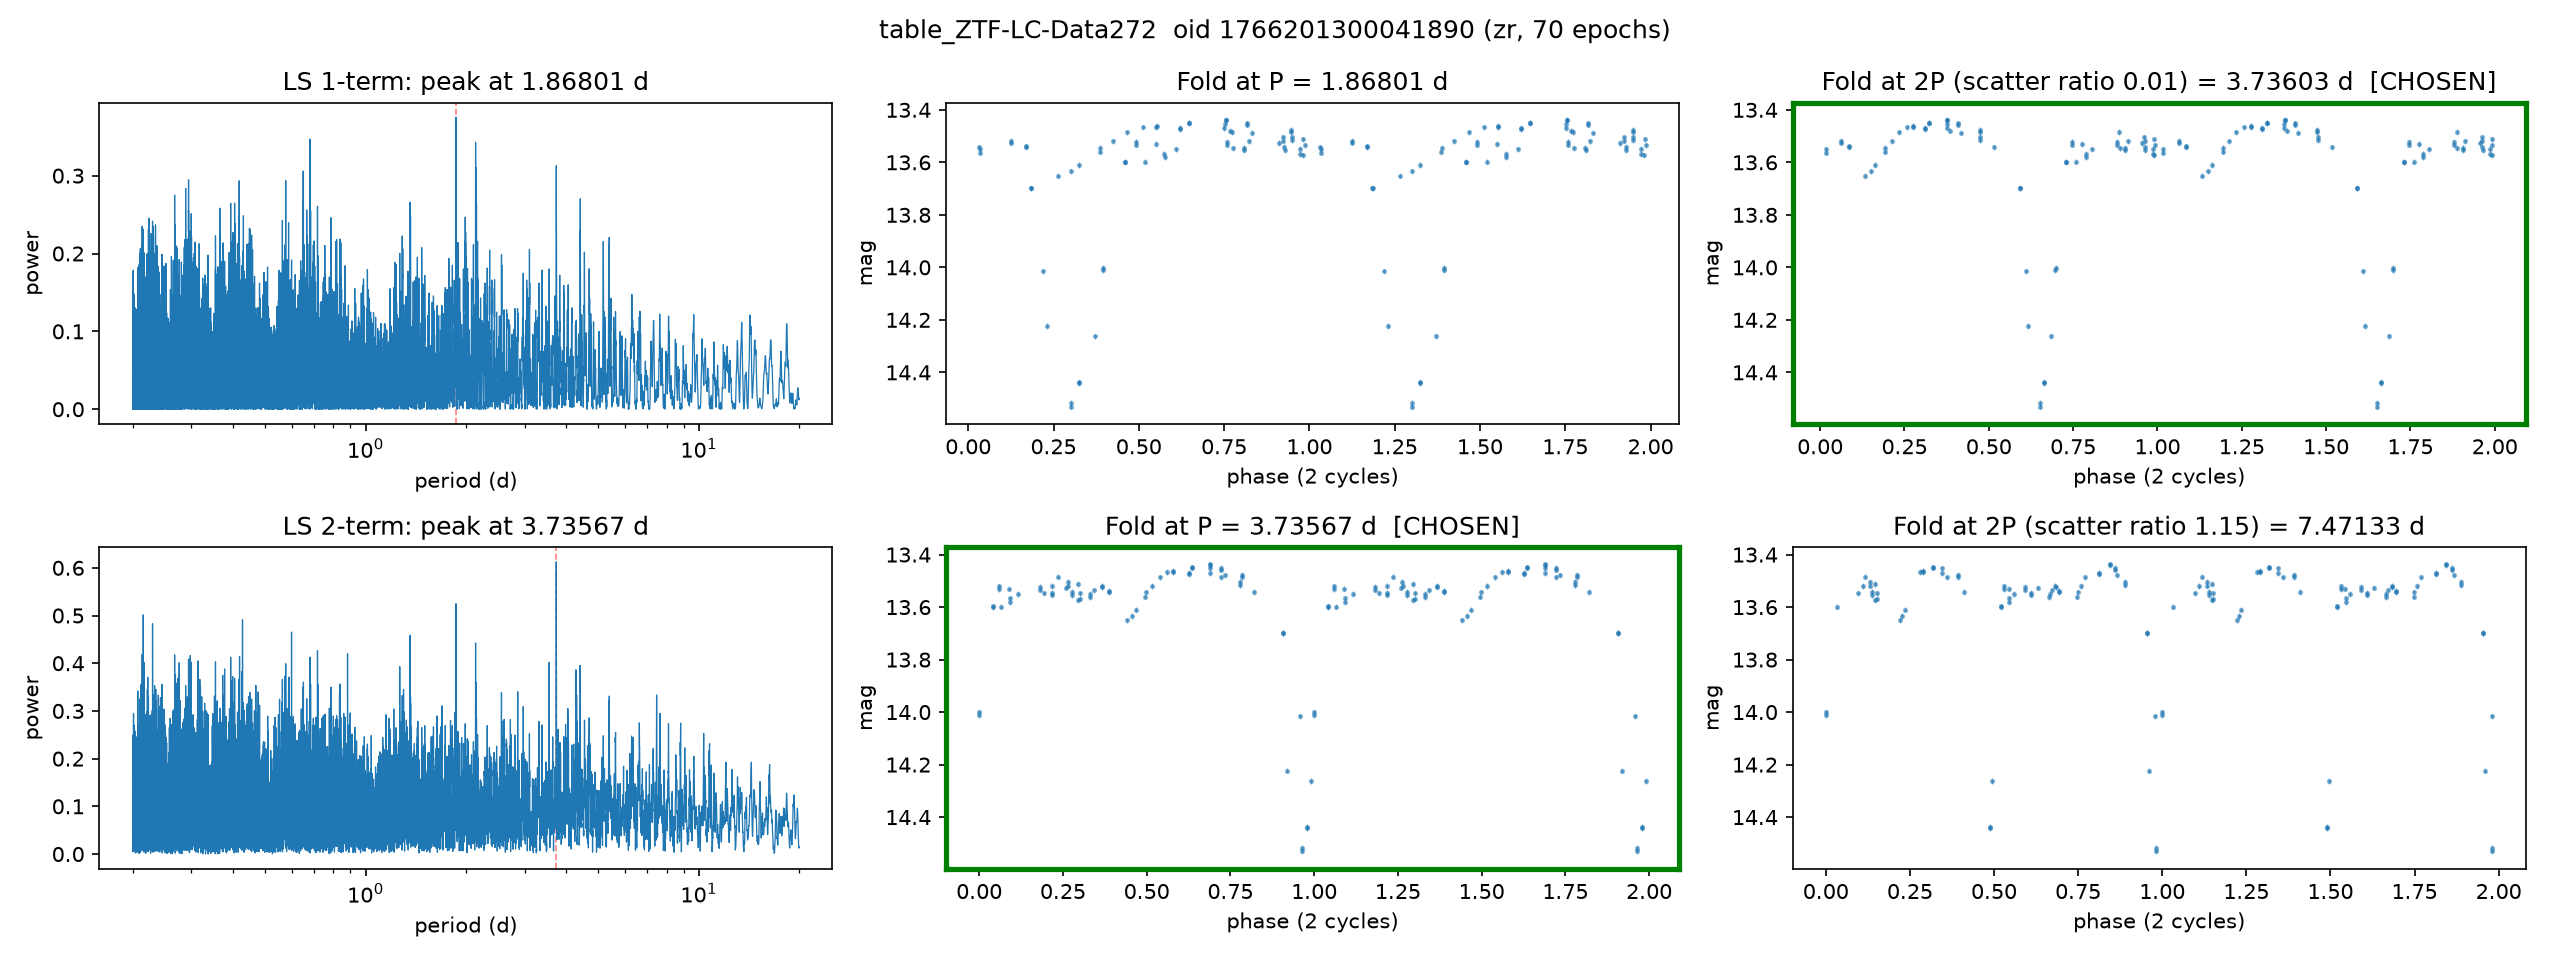 table_ZTF-LC-Data272  oid 1766201300041890 (zr, 70 epochs)
LS 1-term: peak at 1.86801 d
power
0.3
0.2
0.1
0.0
10⁰
10¹
period (d)
Fold at P = 1.86801 d
mag
13.4
13.6
13.8
14.0
14.2
14.4
0.00 0.25 0.50 0.75 1.00 1.25 1.50 1.75 2.00
phase (2 cycles)
Fold at 2P (scatter ratio 0.01) = 3.73603 d  [CHOSEN]
mag
13.4
13.6
13.8
14.0
14.2
14.4
0.00 0.25 0.50 0.75 1.00 1.25 1.50 1.75 2.00
phase (2 cycles)
LS 2-term: peak at 3.73567 d
power
0.6
0.5
0.4
0.3
0.2
0.1
0.0
10⁰
10¹
period (d)
Fold at P = 3.73567 d  [CHOSEN]
mag
13.4
13.6
13.8
14.0
14.2
14.4
0.00 0.25 0.50 0.75 1.00 1.25 1.50 1.75 2.00
phase (2 cycles)
Fold at 2P (scatter ratio 1.15) = 7.47133 d
mag
13.4
13.6
13.8
14.0
14.2
14.4
0.00 0.25 0.50 0.75 1.00 1.25 1.50 1.75 2.00
phase (2 cycles)